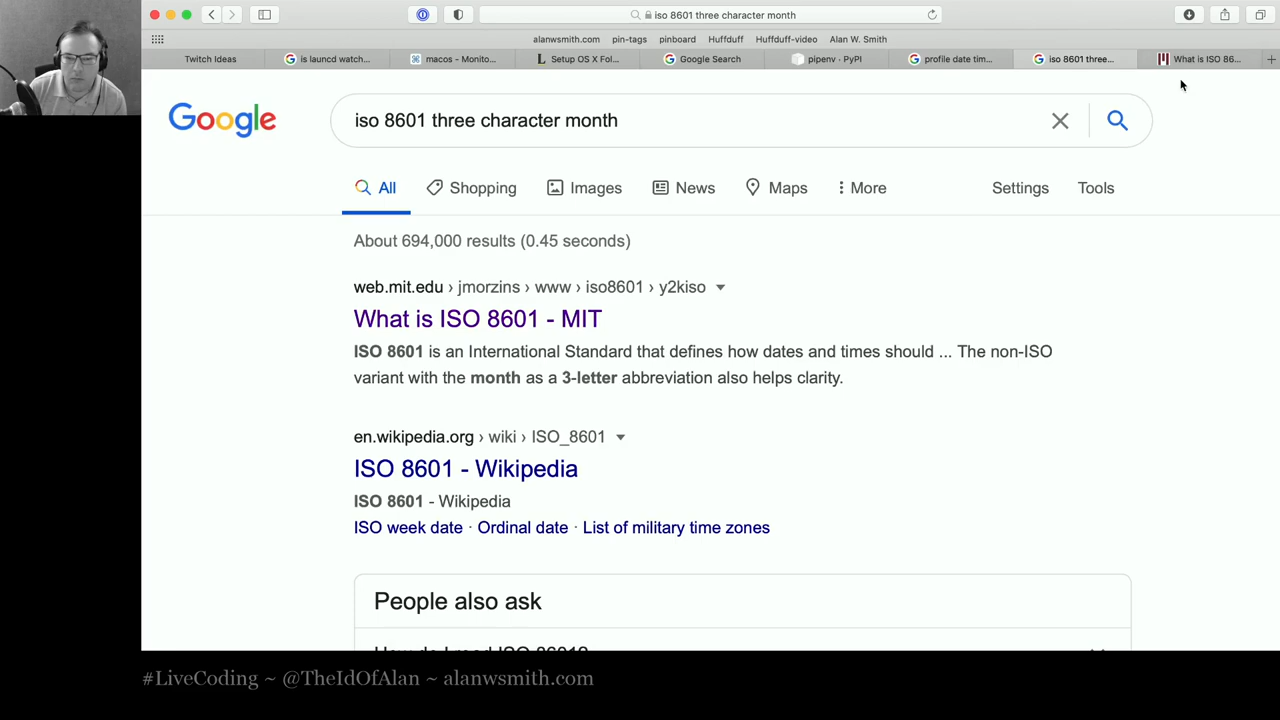 iso 8601 three character month
alanwsmith.com pin-tags pinboard Huffduff Huffduff-video Alan W. Smith
Twitch Ideas is launcd watch... macos - Monito... Setup OS X Fol... Google Search pipenv · PyPI profile date tim... iso 8601 three... What is ISO 86...
Google iso 8601 three character month
All Shopping Images News Maps More Settings Tools
About 694,000 results (0.45 seconds)
web.mit.edu › jmorzins › www › iso8601 › y2kiso
What is ISO 8601 - MIT
ISO 8601 is an International Standard that defines how dates and times should ... The non-ISO
variant with the month as a 3-letter abbreviation also helps clarity.
en.wikipedia.org › wiki › ISO_8601
ISO 8601 - Wikipedia
ISO 8601 - Wikipedia
ISO week date · Ordinal date · List of military time zones
People also ask
How do I read ISO 8601?
#LiveCoding ~ @TheIdOfAlan ~ alanwsmith.com